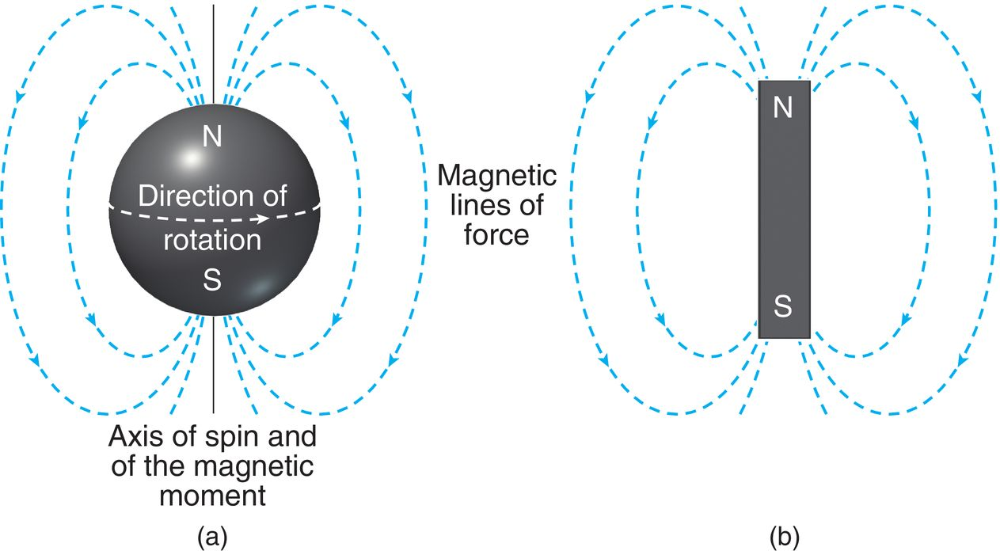 N
Direction of
rotation
S
Axis of spin and
of the magnetic
moment
(a)
Magnetic
lines of
force
N
S
(b)